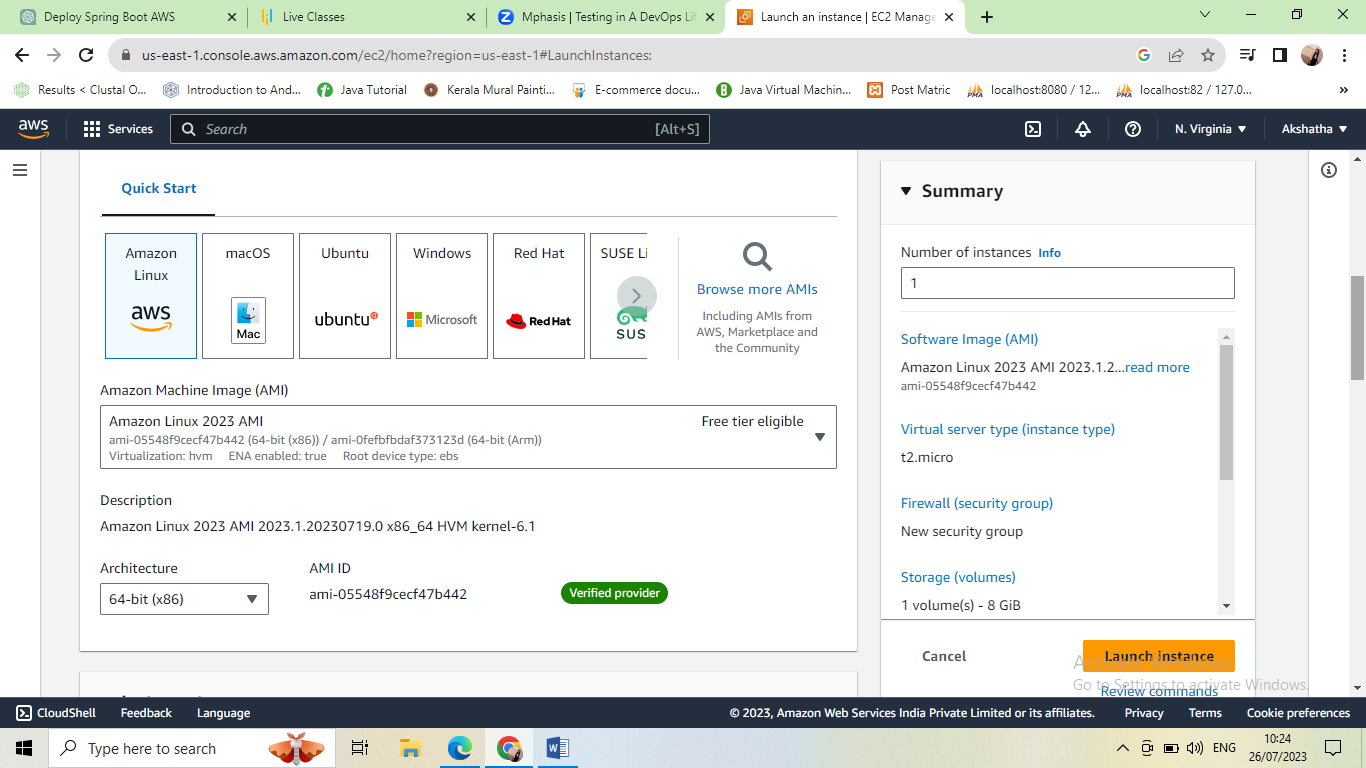 Deploy Spring Boot AWS
Live Classes
Mphasis | Testing in A DevOps Lif
Launch an instance | EC2 Manage
us-east-1.console.aws.amazon.com/ec2/home?region=us-east-1#LaunchInstances:
Results < Clustal O...
Introduction to And...
Java Tutorial
Kerala Mural Painti...
E-commerce docu...
Java Virtual Machin...
Post Matric
localhost:8080 / 12...
localhost:82 / 127.0...
»
aws
Services
Search
[Alt+S]
N. Virginia
Akshatha
Quick Start
Amazon Linux
aws
macOS
Mac
Ubuntu
ubuntu
Windows
Microsoft
Red Hat
Red Hat
SUSE Li
SUS
Browse more AMIs
Including AMIs from
AWS, Marketplace and
the Community
Amazon Machine Image (AMI)
Amazon Linux 2023 AMI
Free tier eligible
ami-05548f9cecf47b442 (64-bit (x86)) / ami-0fefbfbdaf373123d (64-bit (Arm))
Virtualization: hvm ENA enabled: true Root device type: ebs
Description
Amazon Linux 2023 AMI 2023.1.20230719.0 x86_64 HVM kernel-6.1
Architecture
64-bit (x86)
AMI ID
ami-05548f9cecf47b442
Verified provider
Summary
Number of instances Info
1
Software Image (AMI)
Amazon Linux 2023 AMI 2023.1.2...read more
ami-05548f9cecf47b442
Virtual server type (instance type)
t2.micro
Firewall (security group)
New security group
Storage (volumes)
1 volume(s) - 8 GiB
Cancel
Launch instance
Review commands
Activate Windows
Go to Settings to activate Windows.
CloudShell
Feedback
Language
© 2023, Amazon Web Services India Private Limited or its affiliates.
Privacy
Terms
Cookie preferences
Type here to search
ENG
10:24
26/07/2023